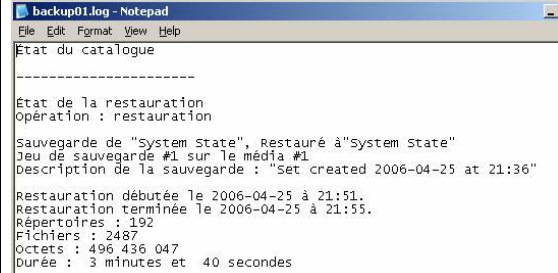 backup01.log - Notepad
File Edit Format View Help
État du catalogue
----------------------
État de la restauration
Opération : restauration
Sauvegarde de "System State", Restauré à"System State"
Jeu de sauvegarde #1 sur le média #1
Description de la sauvegarde : "Set created 2006-04-25 at 21:36"
Restauration débutée le 2006-04-25 à 21:51.
Restauration terminée le 2006-04-25 à 21:55.
Répertoires : 192
Fichiers : 2487
Octets : 496 436 047
Durée :  3 minutes et  40 secondes